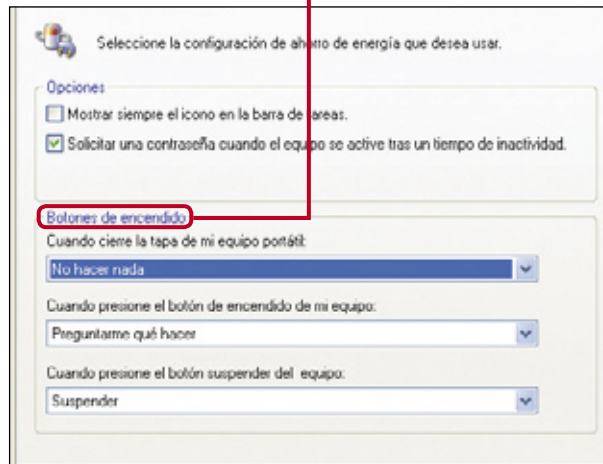 Seleccione la configuración de ahorro de energía que desea usar.
Opciones
Mostrar siempre el icono en la barra de tareas.
Solicitar una contraseña cuando el equipo se active tras un tiempo de inactividad.
Botones de encendido
Cuando cierre la tapa de mi equipo portátil:
No hacer nada
Cuando presione el botón de encendido de mi equipo:
Preguntarme qué hacer
Cuando presione el botón suspender del equipo:
Suspender